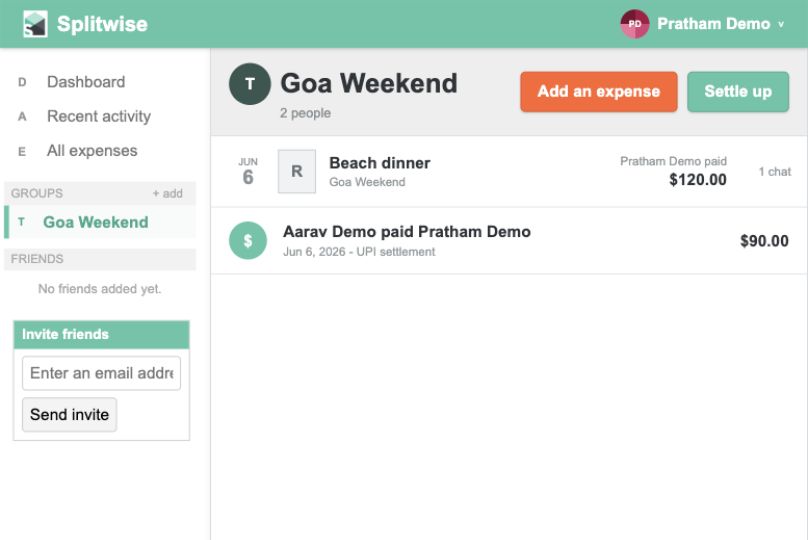 Splitwise
PD Pratham Demo v
D Dashboard
A Recent activity
E All expenses
GROUPS + add
T Goa Weekend
FRIENDS
No friends added yet.
Invite friends
Enter an email addre
Send invite
T Goa Weekend
2 people
Add an expense
Settle up
JUN
6
R
Beach dinner
Goa Weekend
Pratham Demo paid
$120.00
1 chat
$
Aarav Demo paid Pratham Demo
Jun 6, 2026 - UPI settlement
$90.00